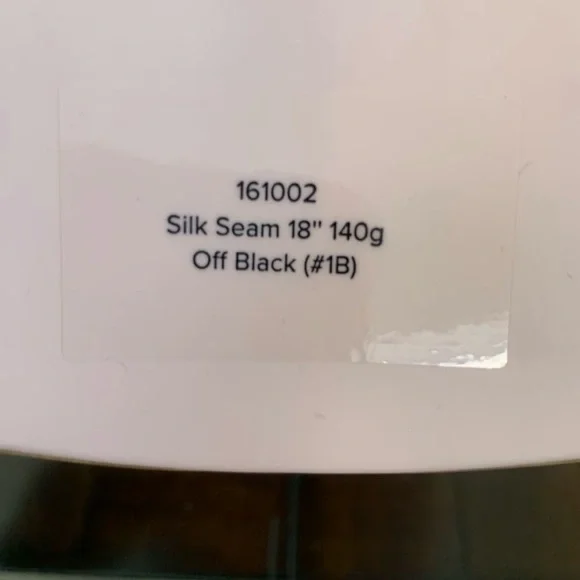 161002
Silk Seam 18" 140g
Off Black (#1B)